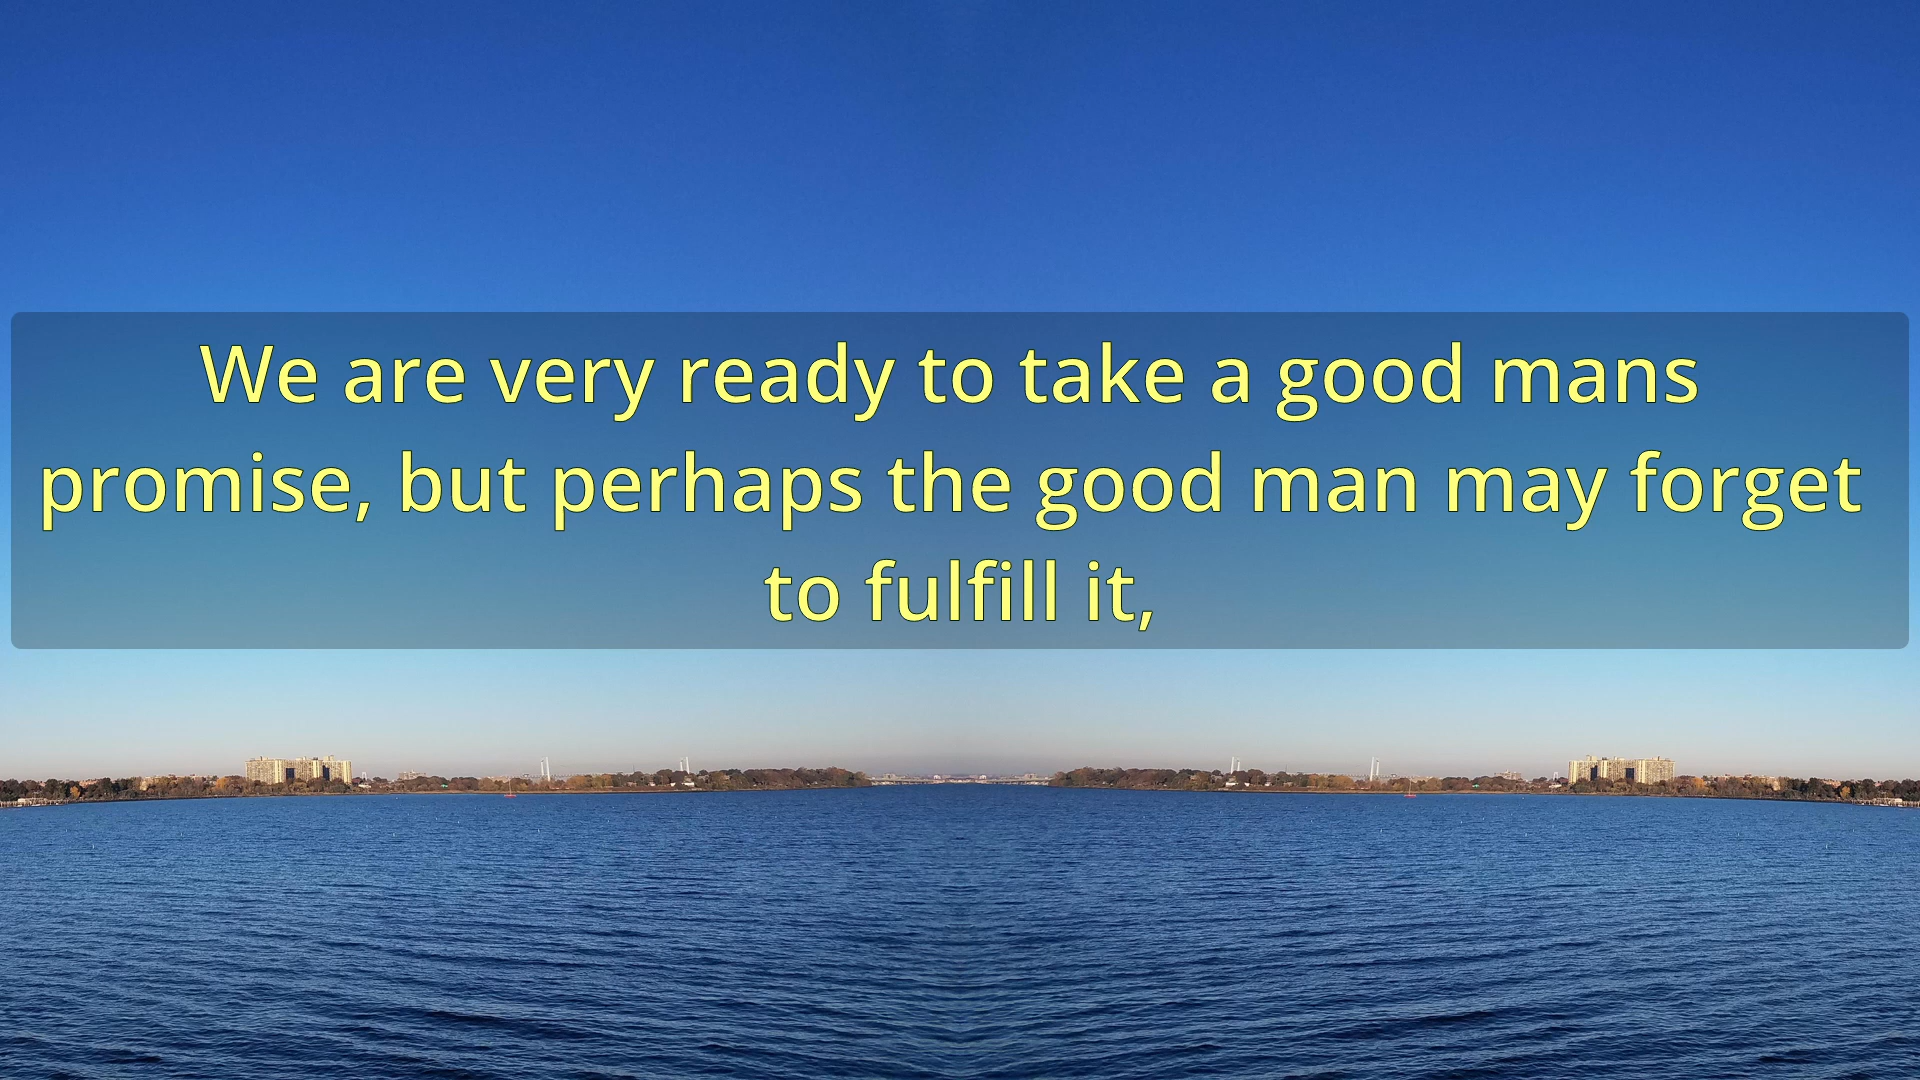 We are very ready to take a good mans
promise, but perhaps the good man may forget
to fulfill it,